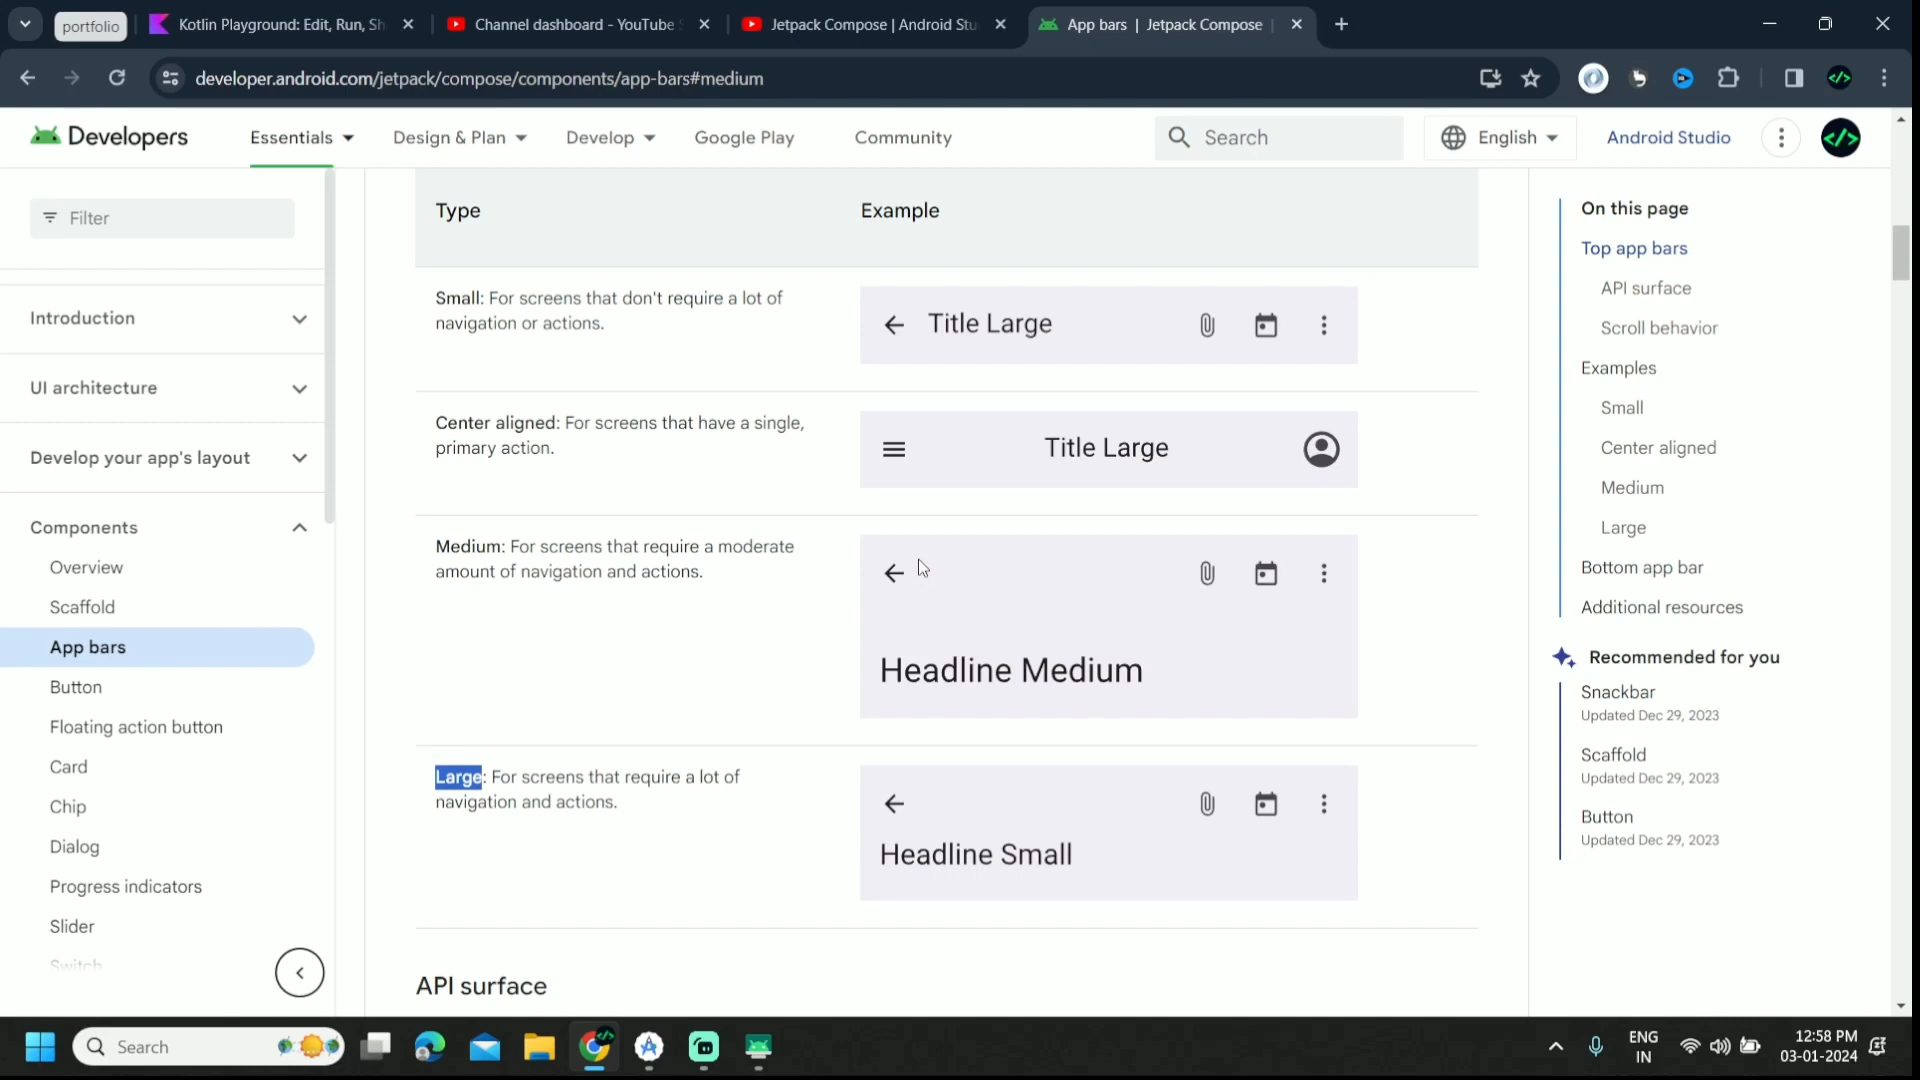 portfolio
Kotlin Playground: Edit, Run, Sh
Channel dashboard - YouTube S
Jetpack Compose | Android Stu
App bars | Jetpack Compose |
developer.android.com/jetpack/compose/components/app-bars#medium
Developers
Essentials
Design & Plan
Develop
Google Play
Community
Search
English
Android Studio
Filter
Introduction
UI architecture
Develop your app's layout
Components
Overview
Scaffold
App bars
Button
Floating action button
Card
Chip
Dialog
Progress indicators
Slider
Switch
Type
Example
Small: For screens that don't require a lot of
navigation or actions.
Title Large
Center aligned: For screens that have a single,
primary action.
Title Large
Medium: For screens that require a moderate
amount of navigation and actions.
Headline Medium
Large: For screens that require a lot of
navigation and actions.
Headline Small
API surface
On this page
Top app bars
API surface
Scroll behavior
Examples
Small
Center aligned
Medium
Large
Bottom app bar
Additional resources
Recommended for you
Snackbar
Updated Dec 29, 2023
Scaffold
Updated Dec 29, 2023
Button
Updated Dec 29, 2023
Search
ENG
IN
12:58 PM
03-01-2024